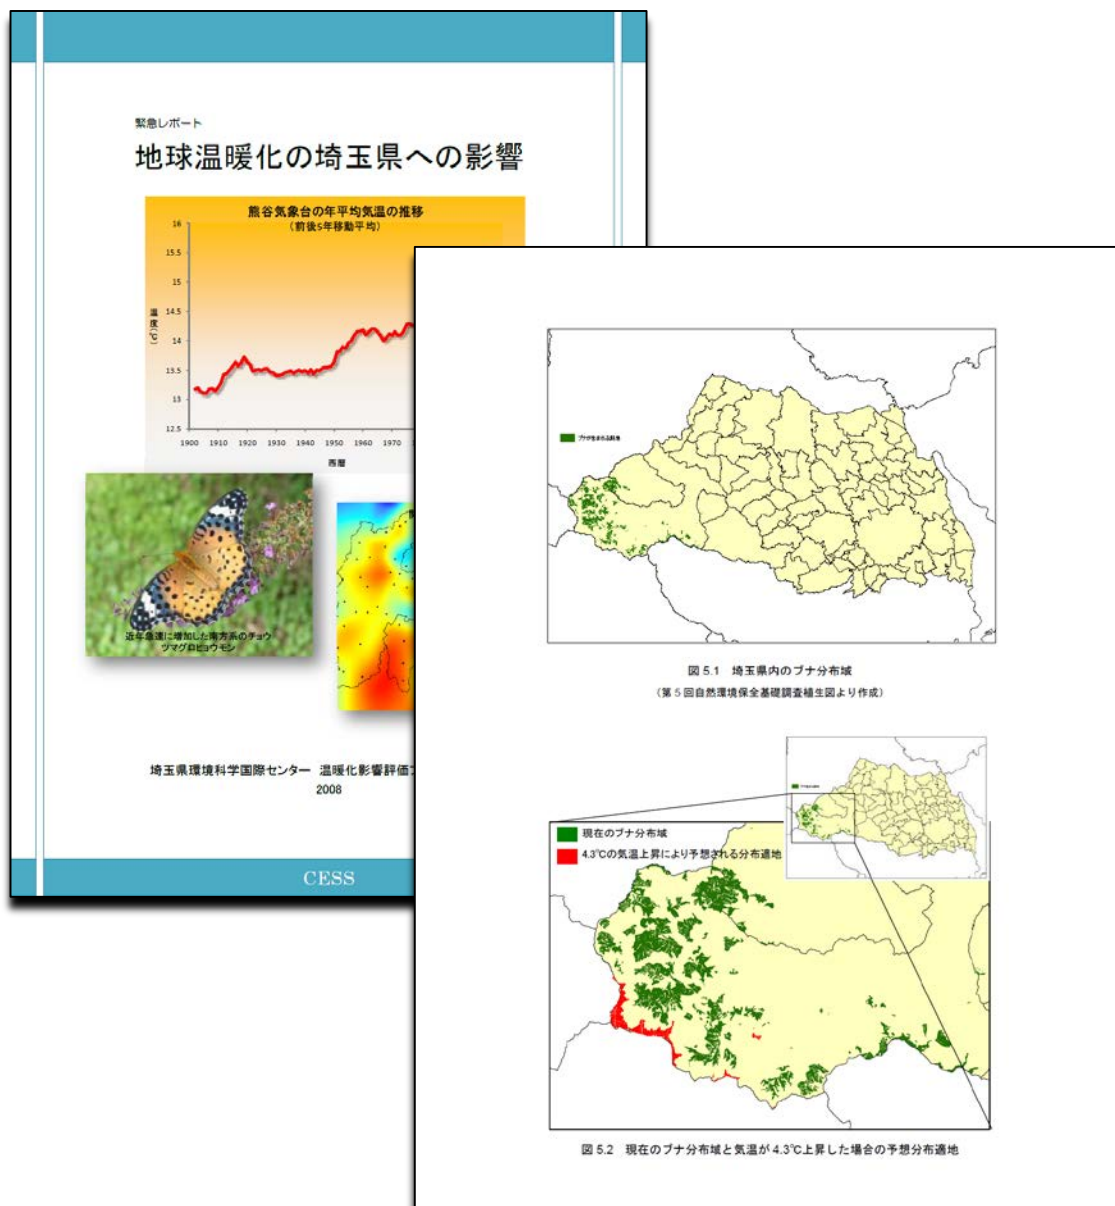 緊急レポート
地球温暖化の埼玉県への影響
熊谷気象台の年平均気温の推移
(前後5年移動平均)
16
15.5
15
14.5
14
13.5
13
12.5
温度(℃)
1900 1910 1920 1930 1940 1950 1960 1970
西暦
近年急速に増加した南方系のチョウ
ツマグロヒョウモン
埼玉県環境科学国際センター 温暖化影響評価
2008
CESS
図 5.1 埼玉県内のブナ分布域
(第5回自然環境保全基礎調査植生図より作成)
現在のブナ分布域
4.3℃の気温上昇により予想される分布適地
図 5.2 現在のブナ分布域と気温が 4.3℃上昇した場合の予想分布適地